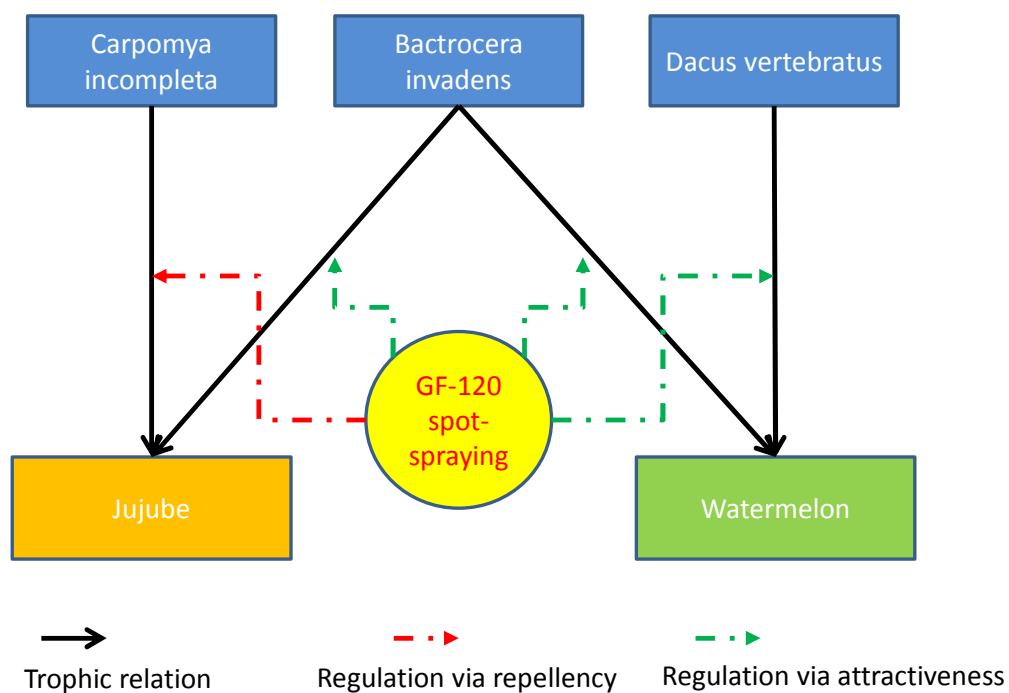 Carpomya
incompleta
Bactrocera
invadens
Dacus vertebratus
GF-120
spot-
spraying
Jujube
Watermelon
Trophic relation
Regulation via repellency
Regulation via attractiveness